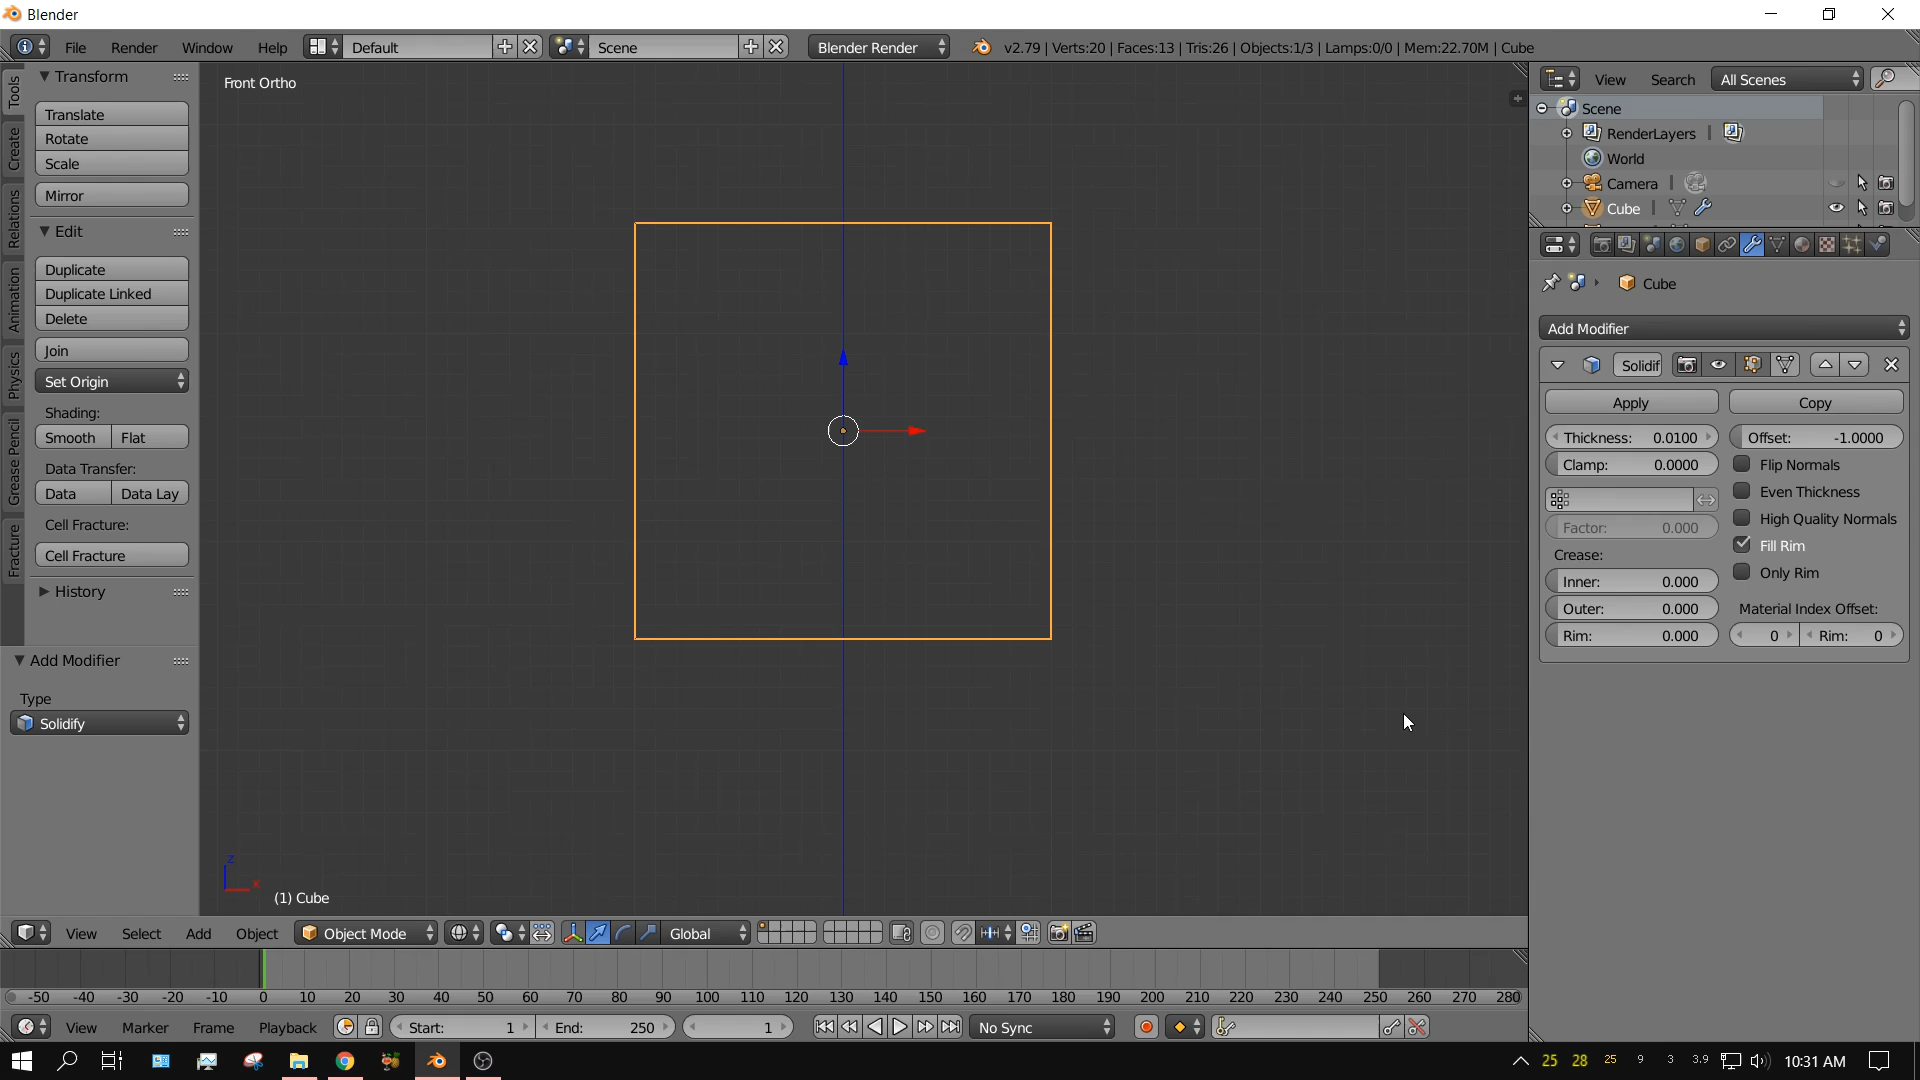 Blender
File Render Window Help Default Scene Blender Render v2.79 | Verts:20 | Faces:13 | Tris:26 | Objects:1/3 | Lamps:0/0 | Mem:22.70M | Cube
Tools
Create
Relations
Animation
Physics
Grease Pencil
Fracture
Transform
Translate
Rotate
Scale
Mirror
Edit
Duplicate
Duplicate Linked
Delete
Join
Set Origin
Shading:
Smooth Flat
Data Transfer:
Data Data Lay
Cell Fracture:
Cell Fracture
History
Add Modifier
Type
Solidify
Front Ortho
z
x
(1) Cube
View Search All Scenes
Scene
RenderLayers
World
Camera
Cube
Cube
Add Modifier
Solidif
Apply Copy
Thickness: 0.0100 Offset: -1.0000
Clamp: 0.0000 Flip Normals
Even Thickness
High Quality Normals
Factor: 0.000
Fill Rim
Crease:
Only Rim
Inner: 0.000
Outer: 0.000 Material Index Offset:
Rim: 0.000 0 Rim: 0
View Select Add Object Object Mode Global
-50 -40 -30 -20 -10 0 10 20 30 40 50 60 70 80 90 100 110 120 130 140 150 160 170 180 190 200 210 220 230 240 250 260 270 280
View Marker Frame Playback Start: 1 End: 250 1 No Sync
25 28 25 9 3 3.9 10:31 AM